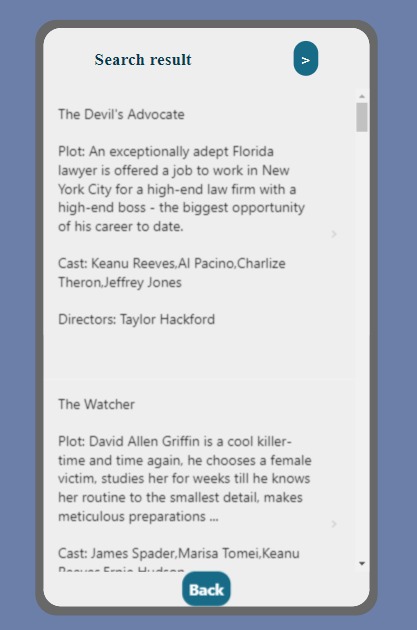 Search result
>
The Devil's Advocate
Plot: An exceptionally adept Florida
lawyer is offered a job to work in New
York City for a high-end law firm with a
high-end boss - the biggest opportunity
of his career to date.
Cast: Keanu Reeves,Al Pacino,Charlize
Theron,Jeffrey Jones
Directors: Taylor Hackford
The Watcher
Plot: David Allen Griffin is a cool killer-
time and time again, he chooses a female
victim, studies her for weeks till he knows
her routine to the smallest detail, makes
meticulous preparations ...
Cast: James Spader,Marisa Tomei,Keanu
Reeves,Ernie Hudson
Back